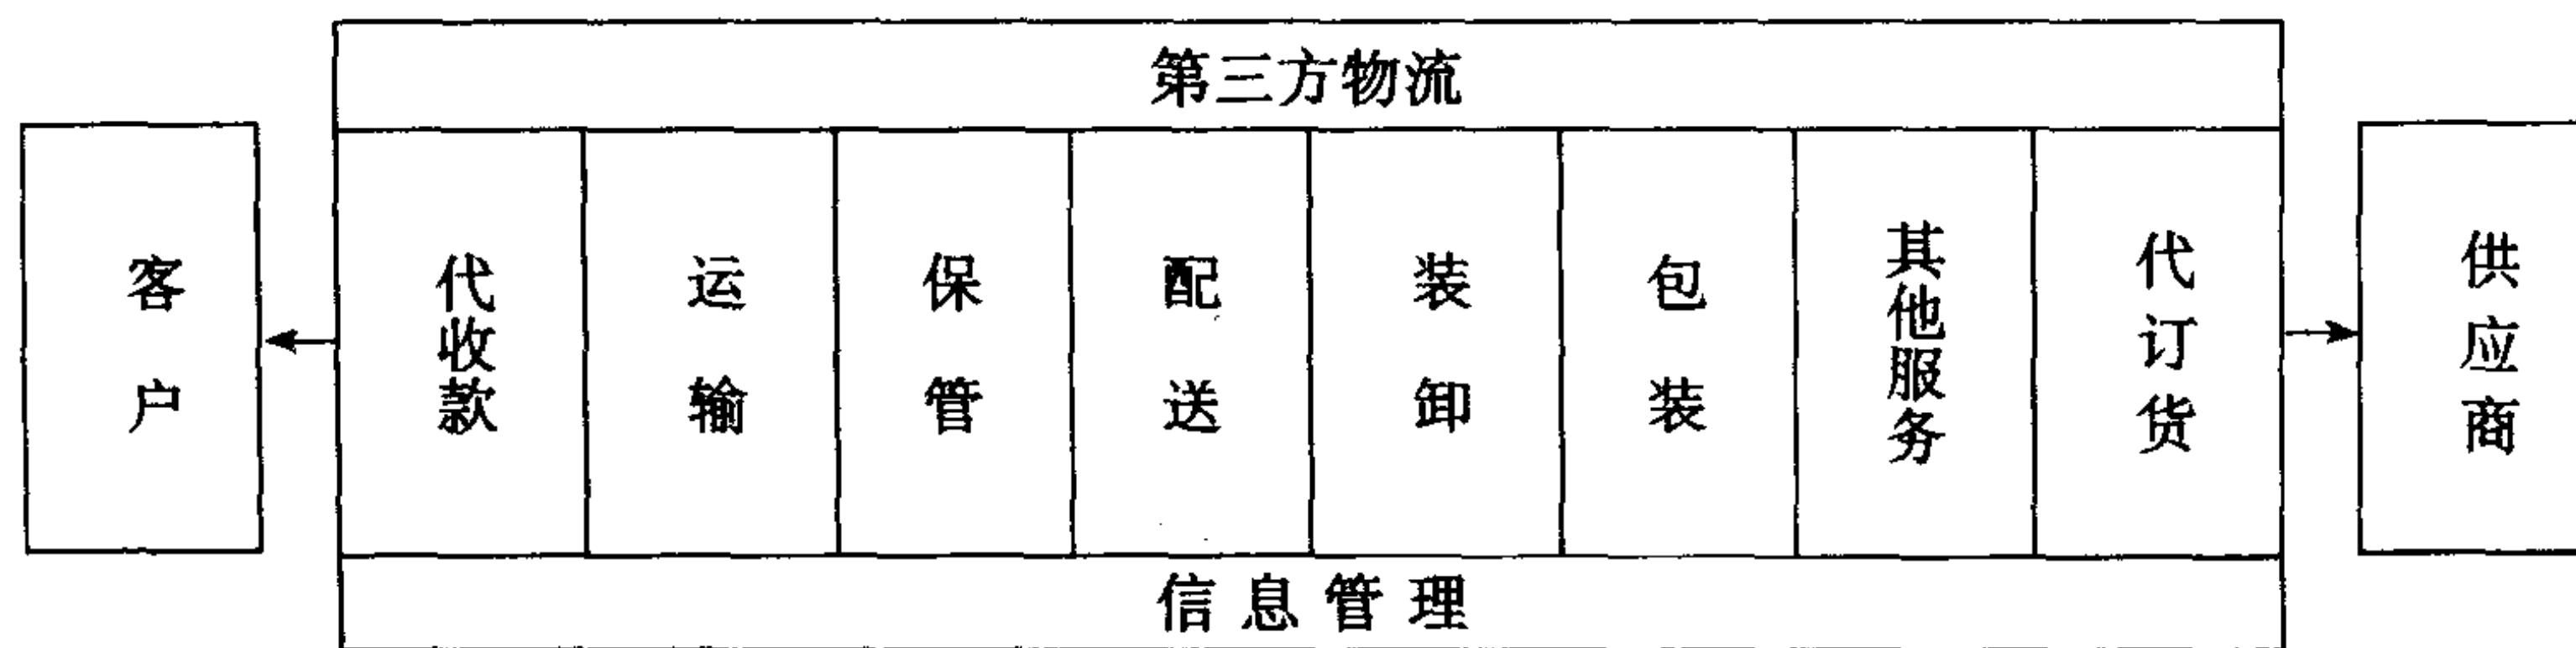 第三方物流
客户
代收款
运输
保管
配送
装卸
包装
其他服务
代订货
供应商
信息管理